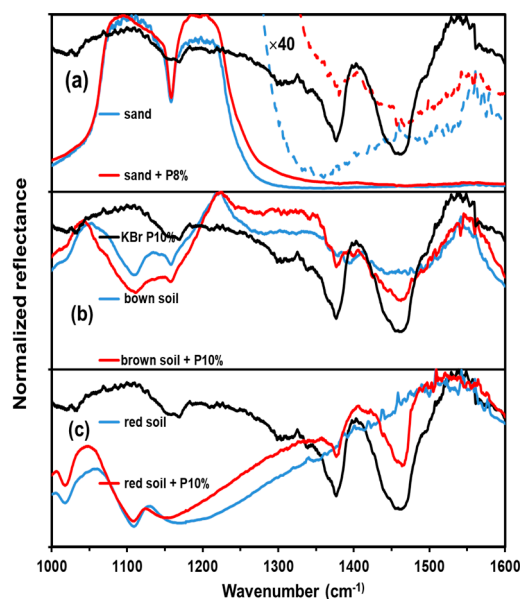 Normalized reflectance
×40
(a)
sand
sand + P8%
KBr P10%
(b)
bown soil
brown soil + P10%
red soil
(c)
red soil + P10%
1000 1100 1200 1300 1400 1500 1600
Wavenumber (cm⁻¹)